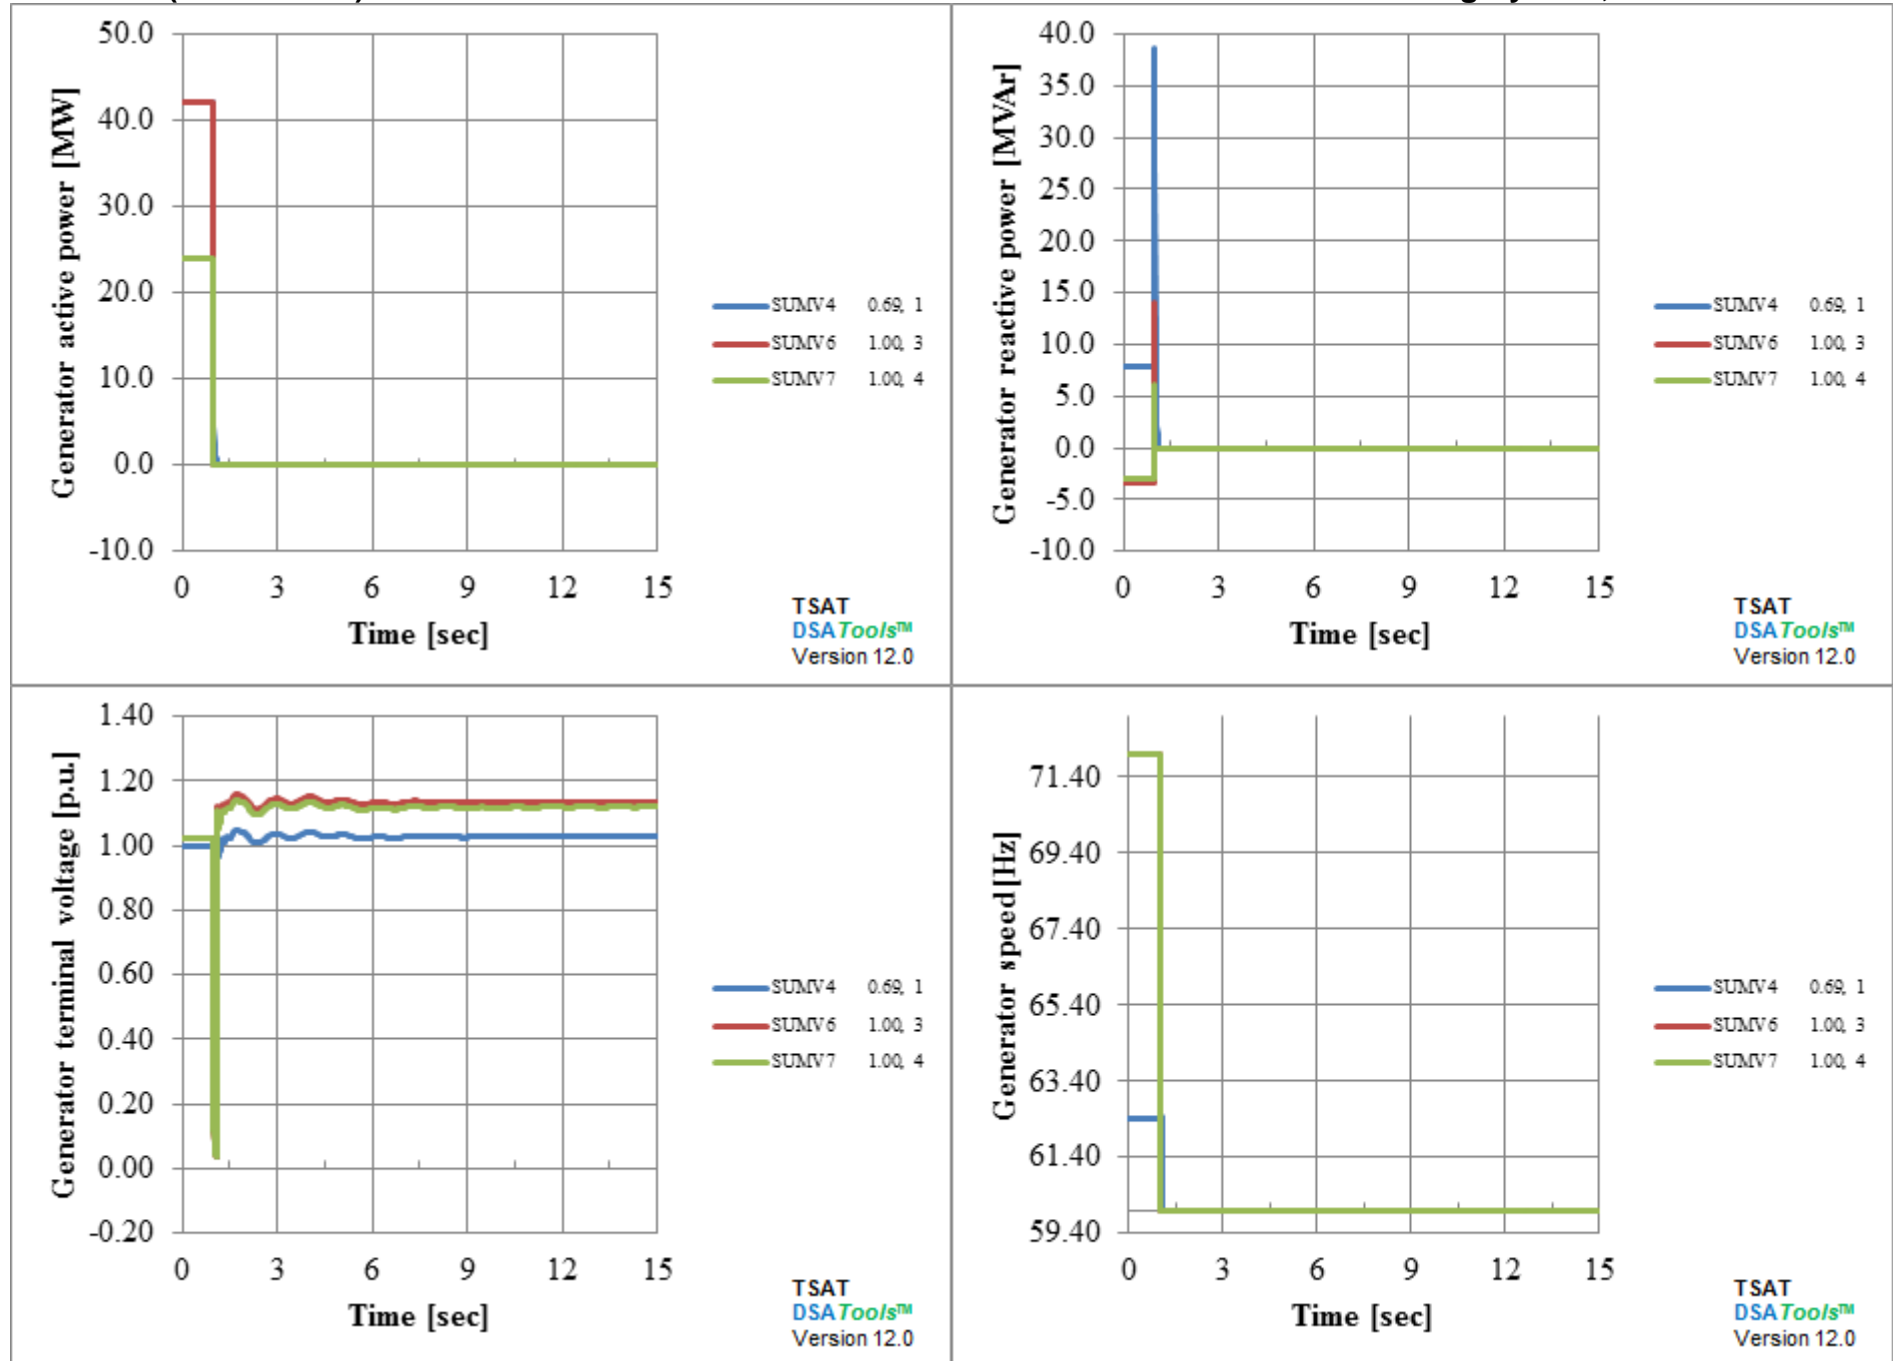 50.0
40.0
30.0
20.0
10.0
0.0
-10.0
Generator active power [MW]
0 3 6 9 12 15
Time [sec]
SUMV4 0.69, 1
SUMV6 1.00, 3
SUMV7 1.00, 4
TSAT
DSATools™
Version 12.0
40.0
35.0
30.0
25.0
20.0
15.0
10.0
5.0
0.0
-5.0
-10.0
Generator reactive power [MVAr]
0 3 6 9 12 15
Time [sec]
SUMV4 0.69, 1
SUMV6 1.00, 3
SUMV7 1.00, 4
TSAT
DSATools™
Version 12.0
1.40
1.20
1.00
0.80
0.60
0.40
0.20
0.00
-0.20
Generator terminal voltage [p.u.]
0 3 6 9 12 15
Time [sec]
SUMV4 0.69, 1
SUMV6 1.00, 3
SUMV7 1.00, 4
TSAT
DSATools™
Version 12.0
71.40
69.40
67.40
65.40
63.40
61.40
59.40
Generator speed[Hz]
0 3 6 9 12 15
Time [sec]
SUMV4 0.69, 1
SUMV6 1.00, 3
SUMV7 1.00, 4
TSAT
DSATools™
Version 12.0